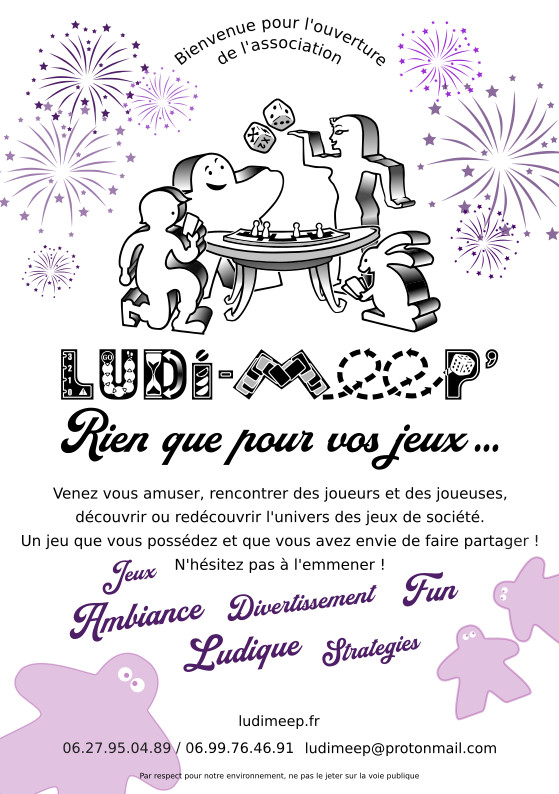 Bienvenue pour l'ouverture
de l'association
LUDI-MEEP'
Rien que pour vos jeux ...
Venez vous amuser, rencontrer des joueurs et des joueuses,
découvrir ou redécouvrir l'univers des jeux de société.
Un jeu que vous possédez et que vous avez envie de faire partager !
N'hésitez pas à l'emmener !
Jeux
Ambiance Divertissement Fun
Ludique Strategies
ludimeep.fr
06.27.95.04.89 / 06.99.76.46.91 ludimeep@protonmail.com
Par respect pour notre environnement, ne pas le jeter sur la voie publique